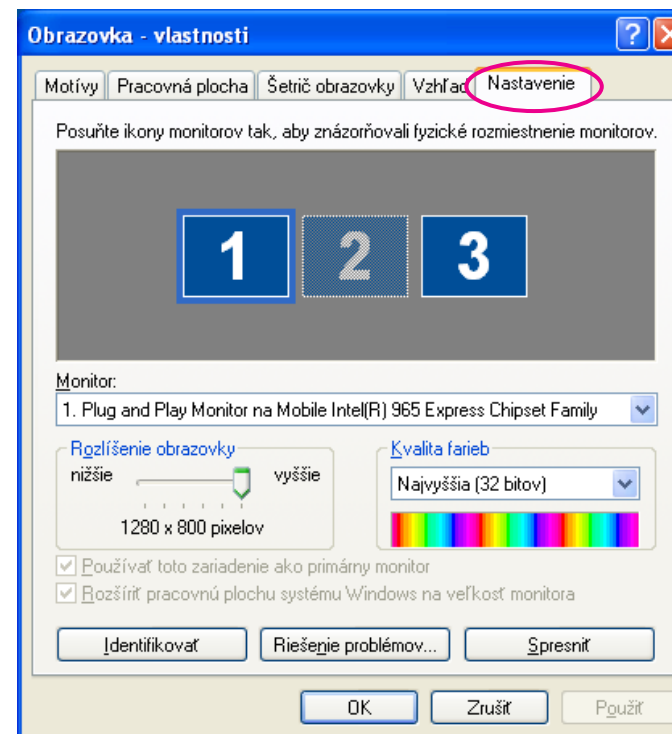 Obrazovka - vlastnosti
Motívy Pracovná plocha Šetrič obrazovky Vzhľad Nastavenie
Posuňte ikony monitorov tak, aby znázorňovali fyzické rozmiestnenie monitorov.
1 2 3
Monitor:
1. Plug and Play Monitor na Mobile Intel(R) 965 Express Chipset Family
Rozlíšenie obrazovky
nižšie vyššie
1280 x 800 pixelov
Kvalita farieb
Najvyššia (32 bitov)
Používať toto zariadenie ako primárny monitor
Rozšíriť pracovnú plochu systému Windows na veľkosť monitora
Identifikovať Riešenie problémov... Spresniť
OK Zrušiť Použiť